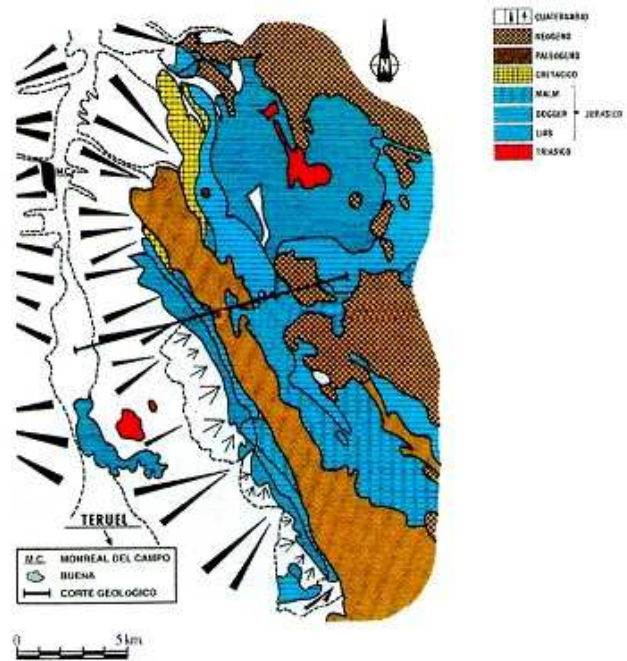 CUATERNARIO
NEOGENO
PALEOGENO
CRETACICO
MALM
DOGGER
LIAS
JURASICO
TRIASICO
N
M.C.
TERUEL
M.C. MONREAL DEL CAMPO
BUENA
CORTE GEOLOGICO
0 5 km.